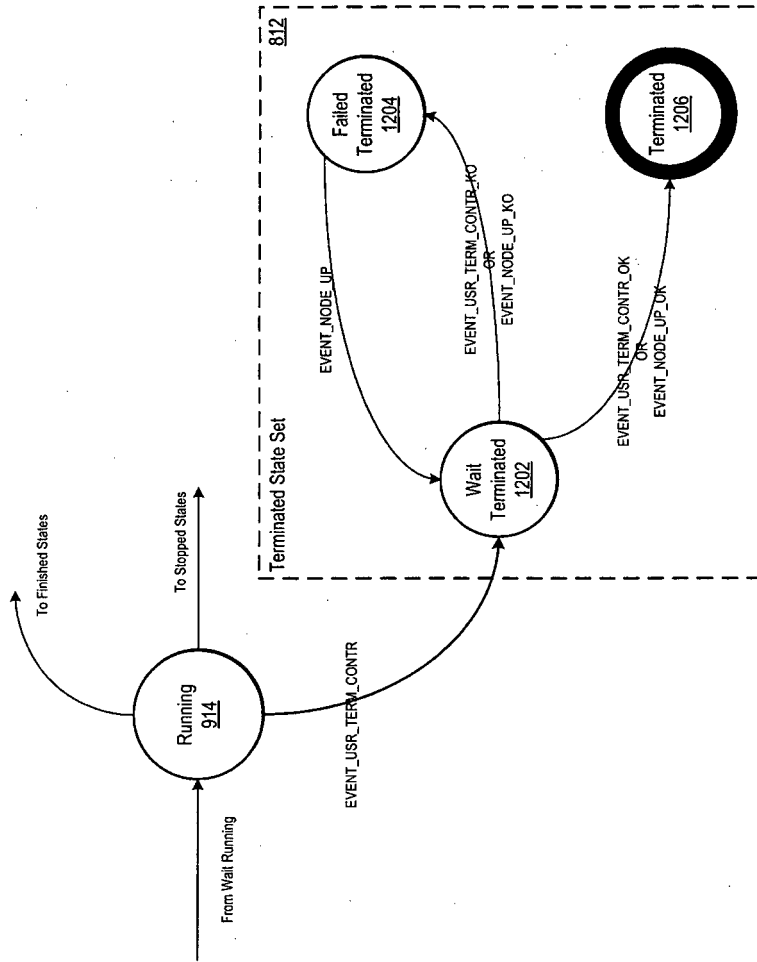 To Finished States
To Stopped States
From Wait Running
Running
914
EVENT_USR_TERM_CONTR
Terminated State Set
812
Wait
Terminated
1202
EVENT_NODE_UP
Failed
Terminated
1204
EVENT_USR_TERM_CONTR_KO
OR
EVENT_NODE_UP_KO
EVENT_USR_TERM_CONTR_OK
OR
EVENT_NODE_UP_OK
Terminated
1206